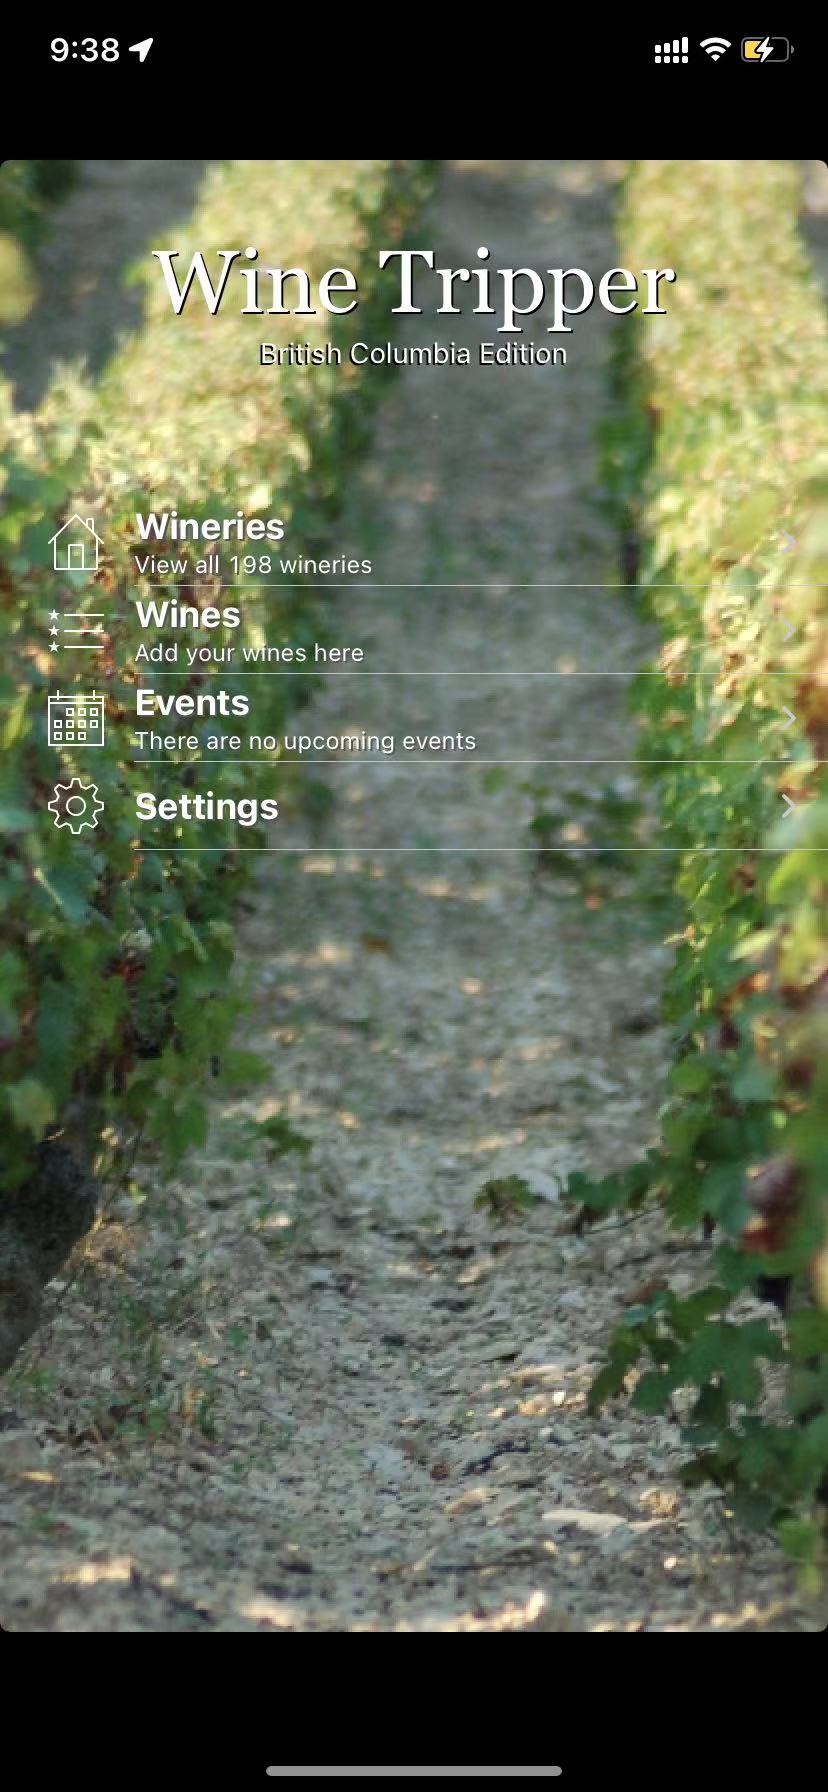 9:38
Wine Tripper
British Columbia Edition
Wineries
View all 198 wineries
Wines
Add your wines here
Events
There are no upcoming events
Settings